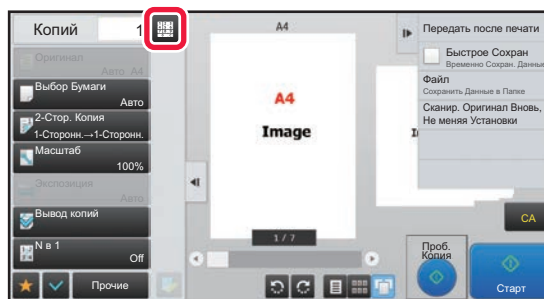 Копий 1
Оригинал
Авто A4
Выбор Бумаги
Авто
2-Стор. Копия
1-Сторонн.→1-Сторонн.
Масштаб
100%
Экспозиция
Авто
Вывод копий
N в 1
Off
Прочие
A4
A4
Image
1 / 7
Передать после печати
Быстрое Сохран
Временно Сохран. Данные
Файл
Сохранить Данные в Папке
Сканир. Оригинал Вновь,
Не меняя Установки
CA
Проб.
Копия
Старт